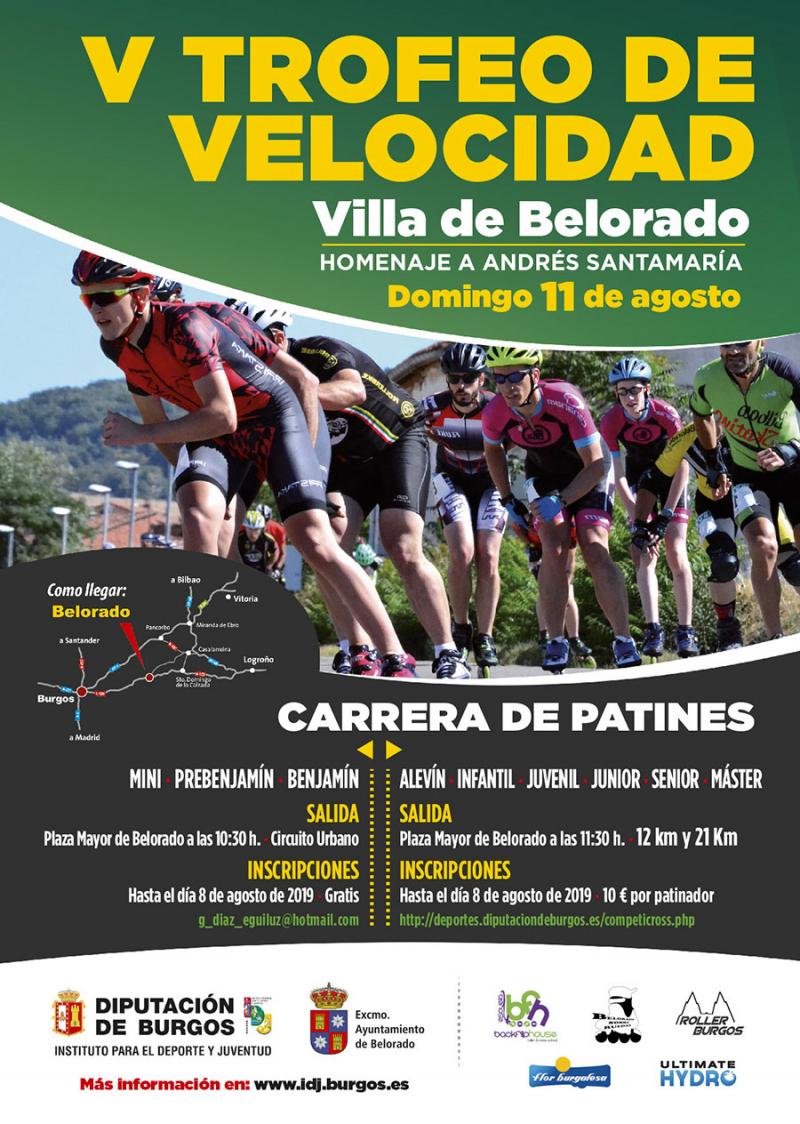 V TROFEO DE
VELOCIDAD
Villa de Belorado
HOMENAJE A ANDRÉS SANTAMARÍA
Domingo 11 de agosto
Como llegar:
Belorado
a Bilbao
Vitoria
Miranda de Ebro
Pancorbo
a Santander
Casalarreina
Logroño
Sto. Domingo
de la Calzada
Burgos
a Madrid
CARRERA DE PATINES
MINI · PREBENJAMÍN · BENJAMÍN
SALIDA
Plaza Mayor de Belorado a las 10:30 h. · Circuito Urbano
INSCRIPCIONES
Hasta el día 8 de agosto de 2019 · Gratis
g_diaz_eguiluz@hotmail.com
ALEVÍN · INFANTIL · JUVENIL · JUNIOR · SENIOR · MÁSTER
SALIDA
Plaza Mayor de Belorado a las 11:30 h. · 12 km y 21 Km
INSCRIPCIONES
Hasta el día 8 de agosto de 2019 · 10 € por patinador
http://deportes.diputaciondeburgos.es/competicross.php
DIPUTACIÓN
DE BURGOS
INSTITUTO PARA EL DEPORTE Y JUVENTUD
Excmo.
Ayuntamiento
de Belorado
escuela
bfh
backfliphouse
BELORADO
SOBRE
RUEDAS
ROLLER
BURGOS
flor burgalesa
ULTIMATE
HYDRO
Más información en: www.idj.burgos.es